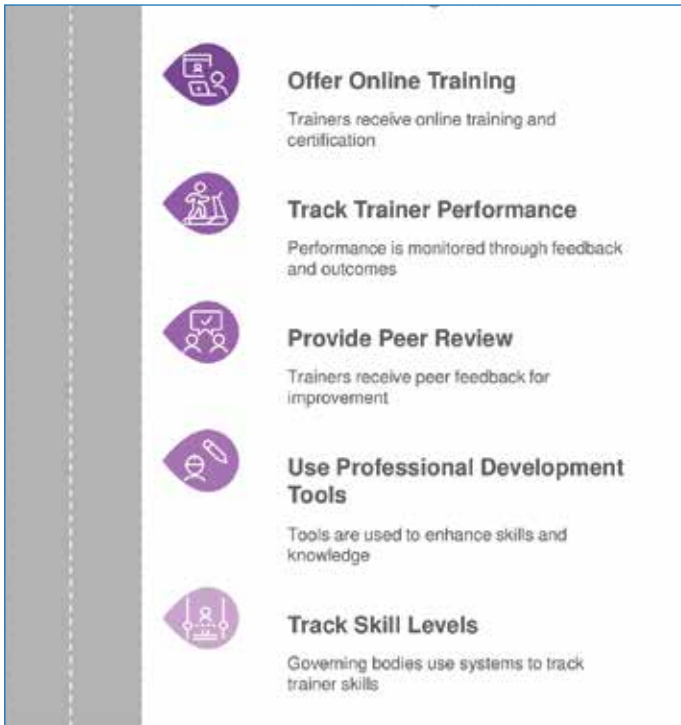 Offer Online Training
Trainers receive online training and
certification
Track Trainer Performance
Performance is monitored through feedback
and outcomes
Provide Peer Review
Trainers receive peer feedback for
improvement
Use Professional Development
Tools
Tools are used to enhance skills and
knowledge
Track Skill Levels
Governing bodies use systems to track
trainer skills